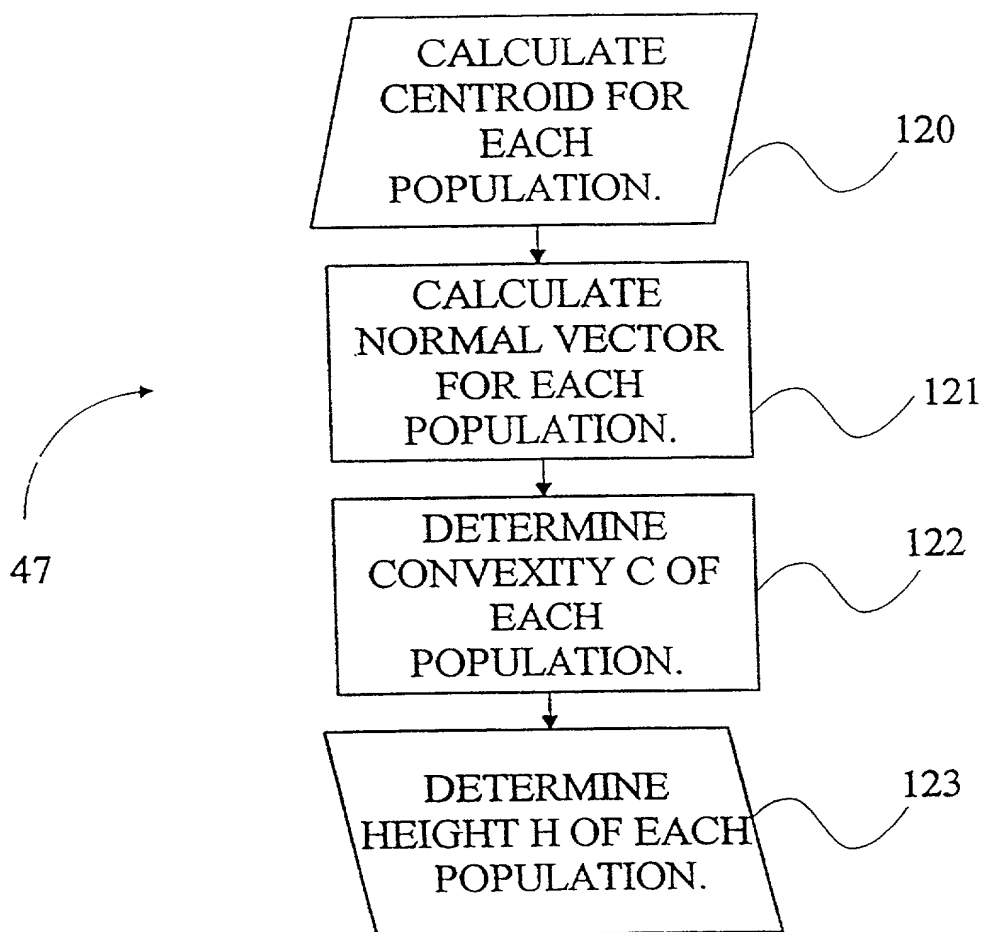 CALCULATE
CENTROID FOR
EACH
POPULATION.
120
CALCULATE
NORMAL VECTOR
FOR EACH
POPULATION.
121
47
DETERMINE
CONVEXITY C OF
EACH
POPULATION.
122
DETERMINE
HEIGHT H OF EACH
POPULATION.
123